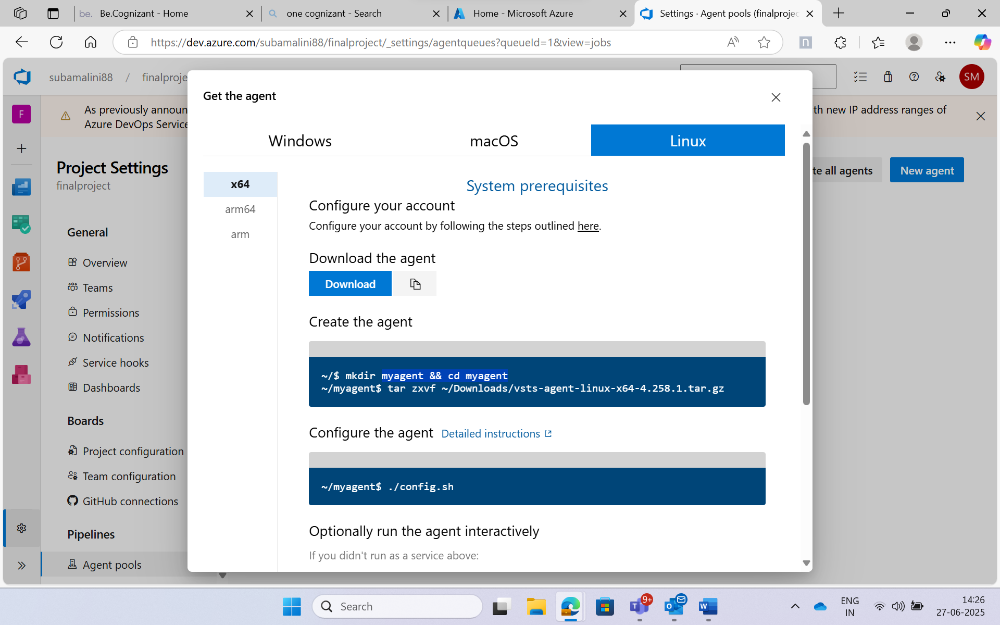 be. Be.Cognizant - Home
one cognizant - Search
Home - Microsoft Azure
Settings · Agent pools (finalprojec
https://dev.azure.com/subamalini88/finalproject/_settings/agentqueues?queueId=1&view=jobs
n
subamalini88 / finalproje
SM
F
As previously announ
Azure DevOps Service
th new IP address ranges of
Project Settings
finalproject
te all agents
New agent
General
Overview
Teams
Permissions
Notifications
Service hooks
Dashboards
Boards
Project configuration
Team configuration
GitHub connections
Pipelines
Agent pools
Get the agent
Windows
macOS
Linux
x64
arm64
arm
System prerequisites
Configure your account
Configure your account by following the steps outlined here.
Download the agent
Download
Create the agent
~/$ mkdir myagent && cd myagent
~/myagent$ tar zxvf ~/Downloads/vsts-agent-linux-x64-4.258.1.tar.gz
Configure the agent Detailed instructions
~/myagent$ ./config.sh
Optionally run the agent interactively
If you didn't run as a service above:
Search
9+
ENG
IN
14:26
27-06-2025